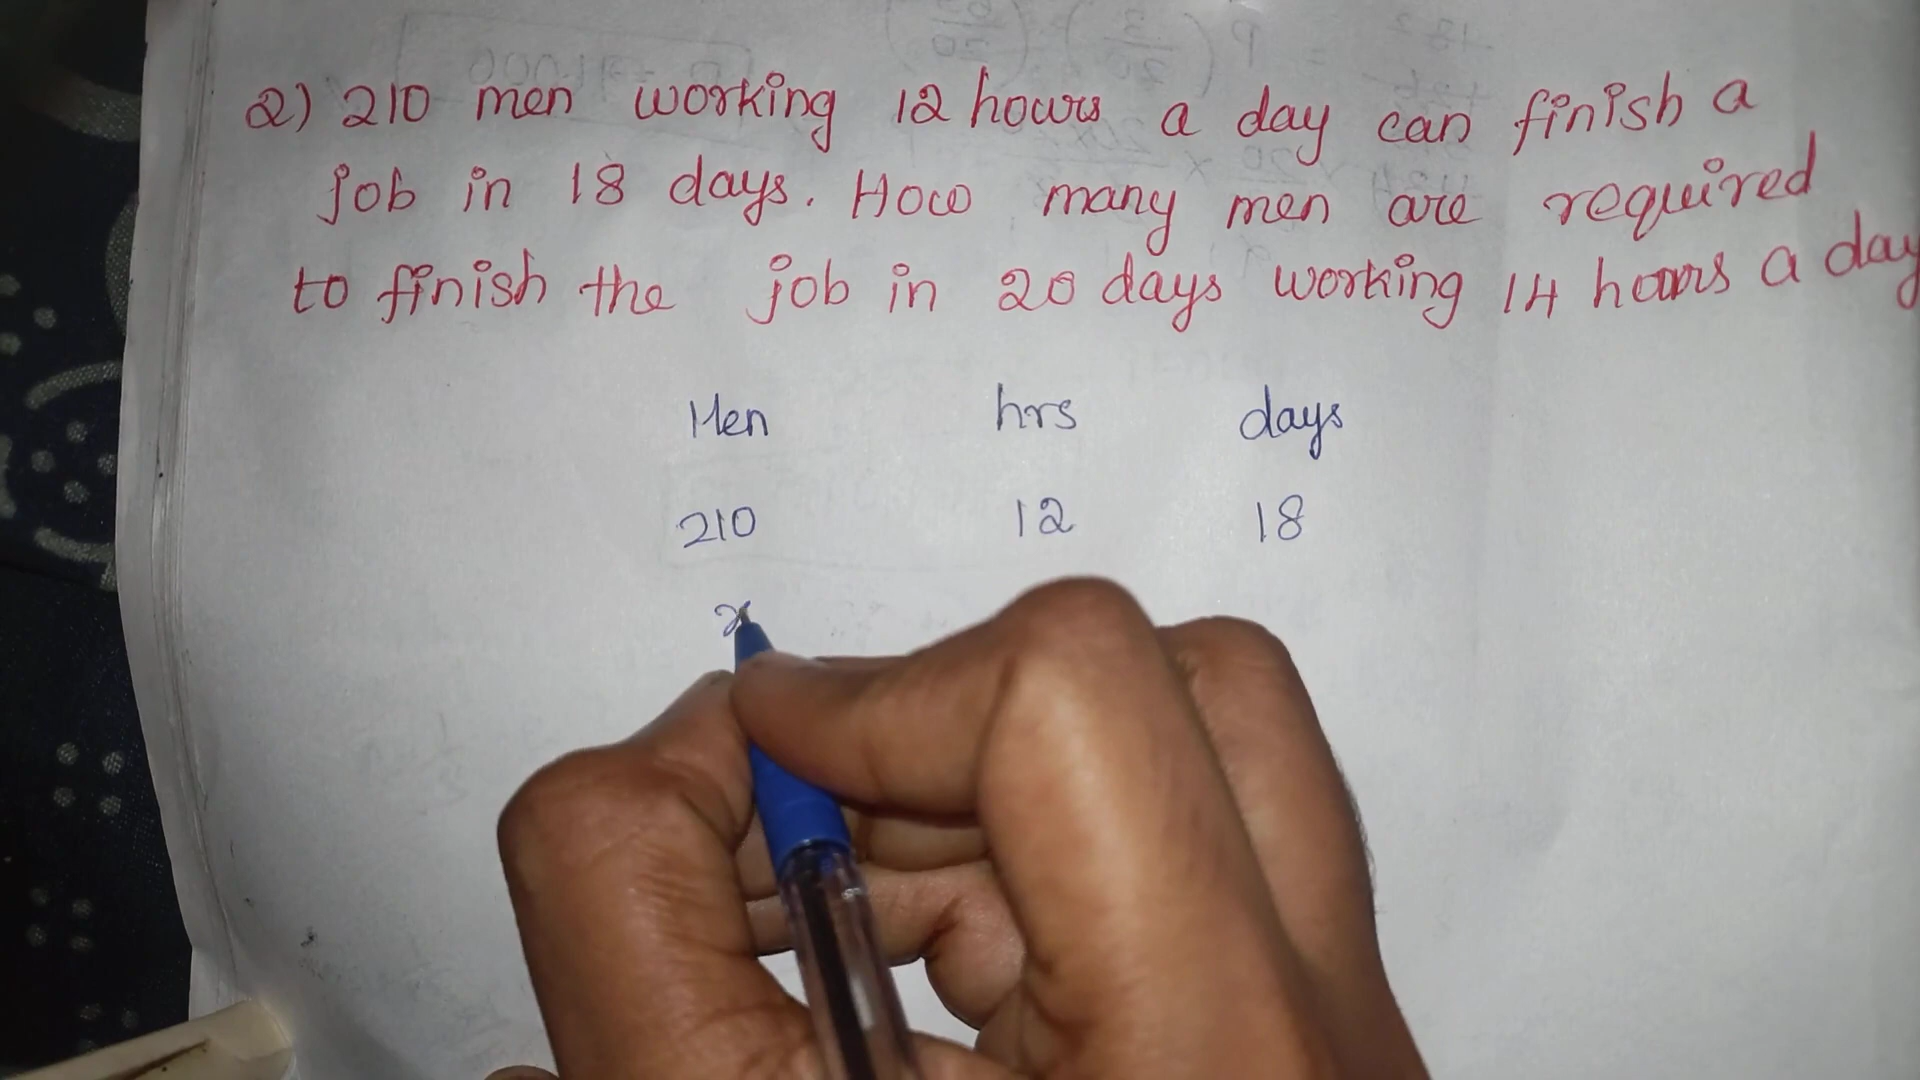 2) 210 men working 12 hours a day can finish a
job in 18 days. How many men are required
to finish the job in 20 days working 14 hours a day
Men hrs days
210 12 18
x